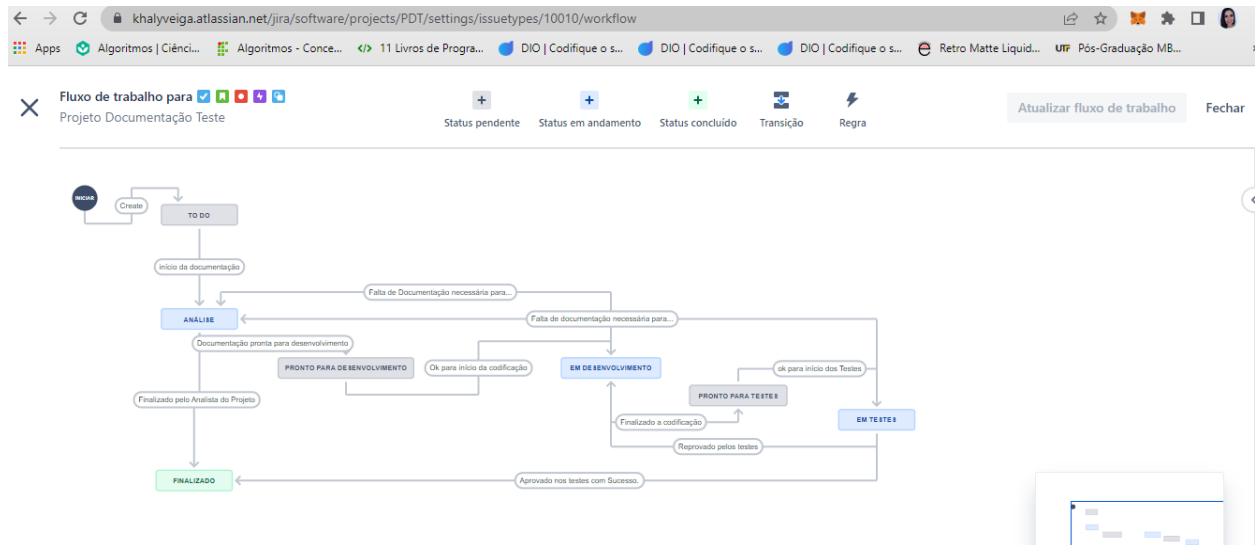 khalyveiga.atlassian.net/jira/software/projects/PDT/settings/issuetypes/10010/workflow
Apps Algoritmos | Ciênci... Algoritmos - Conce... 11 Livros de Progra... DIO | Codifique o s... DIO | Codifique o s... DIO | Codifique o s... Retro Matte Liquid... UTF Pós-Graduação MB...
Fluxo de trabalho para
Projeto Documentação Teste
Status pendente Status em andamento Status concluído Transição Regra
Atualizar fluxo de trabalho Fechar
INICIAR
Create
TO DO
início da documentação
Falta de Documentação necessária para...
ANÁLISE
Falta de documentação necessária para...
Documentação pronta para desenvolvimento
PRONTO PARA DESENVOLVIMENTO
Ok para início da codificação
EM DESENVOLVIMENTO
ok para início dos Testes
PRONTO PARA TESTES
Finalizado pelo Analista do Projeto
Finalizado a codificação
EM TESTES
Reprovado pelos testes
FINALIZADO
Aprovado nos testes com Sucesso.